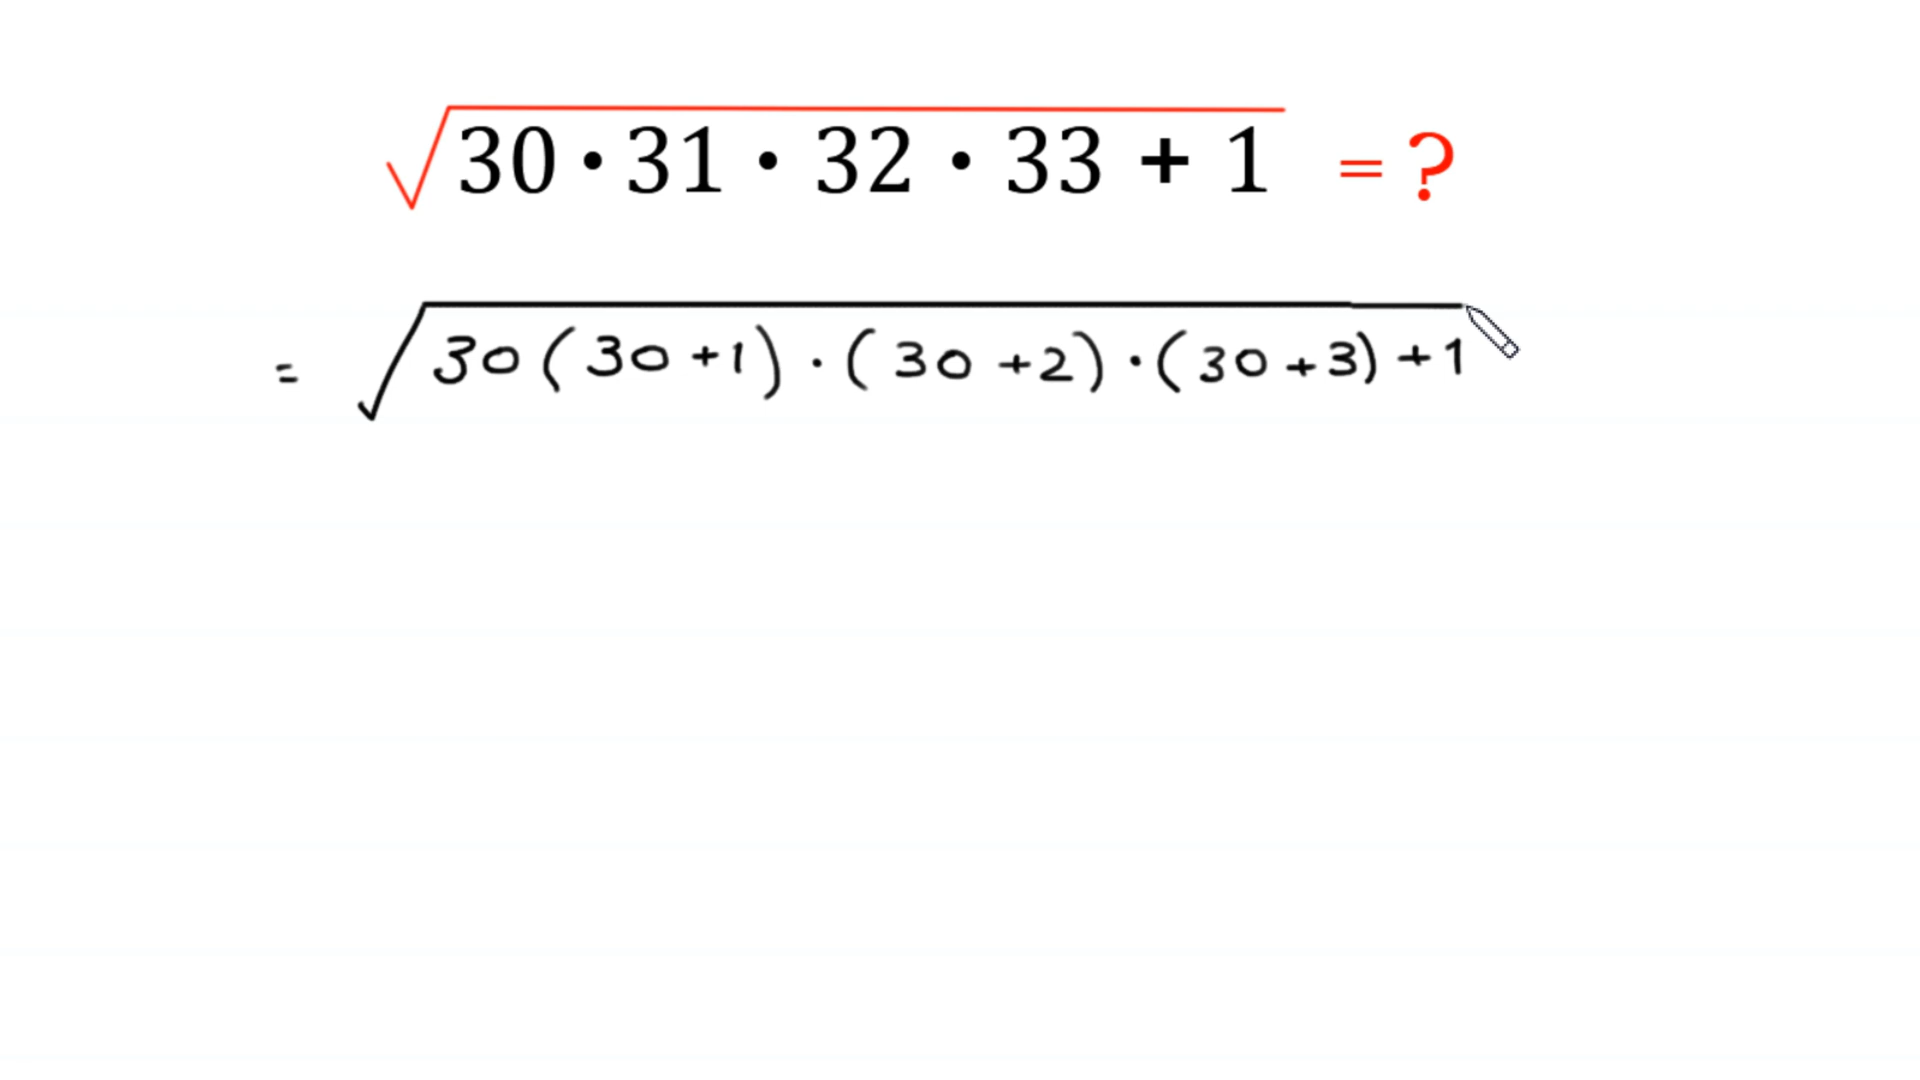 √30 · 31 · 32 · 33 + 1 = ?
= √30(30+1) · (30+2) · (30+3) +1